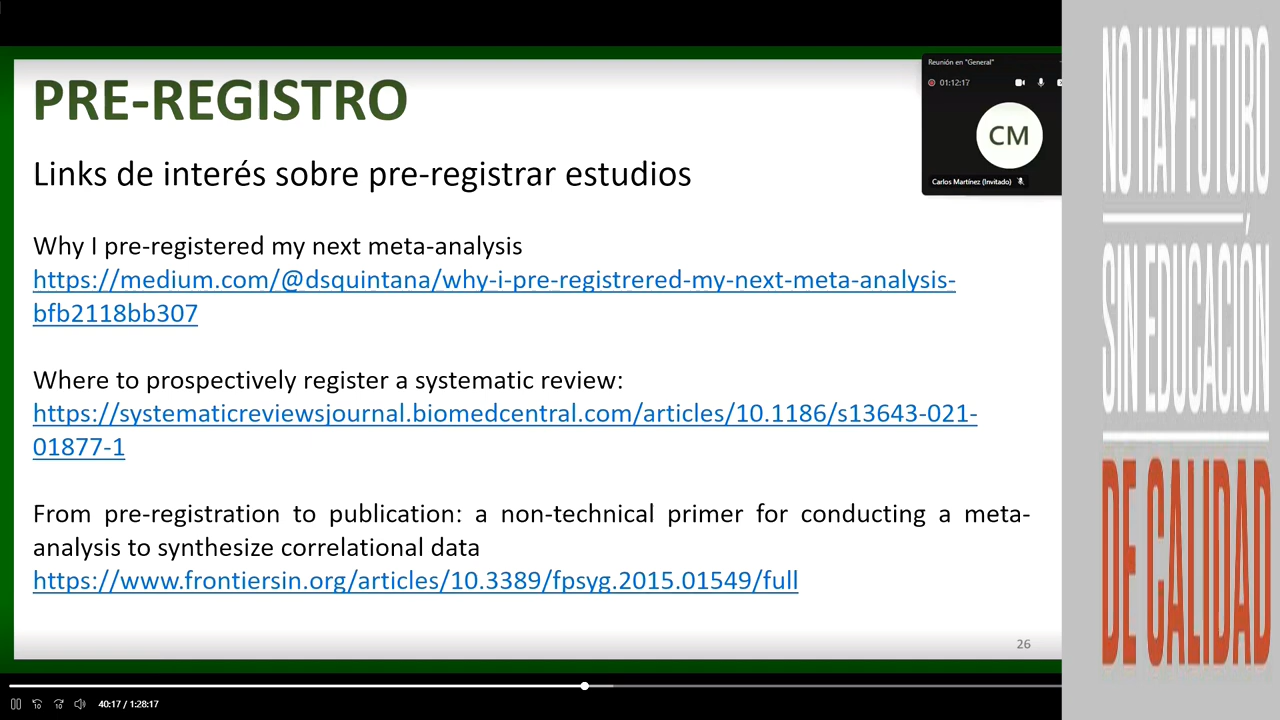 PRE-REGISTRO
Links de interés sobre pre-registrar estudios
Why I pre-registered my next meta-analysis
https://medium.com/@dsquintana/why-i-pre-registrered-my-next-meta-analysis-
bfb2118bb307
Where to prospectively register a systematic review:
https://systematicreviewsjournal.biomedcentral.com/articles/10.1186/s13643-021-
01877-1
From pre-registration to publication: a non-technical primer for conducting a meta-
analysis to synthesize correlational data
https://www.frontiersin.org/articles/10.3389/fpsyg.2015.01549/full
26
Reunión en "General"
01:12:17
CM
Carlos Martínez (Invitado)
10
10
40:17 / 1:28:17
NO HAY FUTURO
SIN EDUCACIÓN
DE CALIDAD